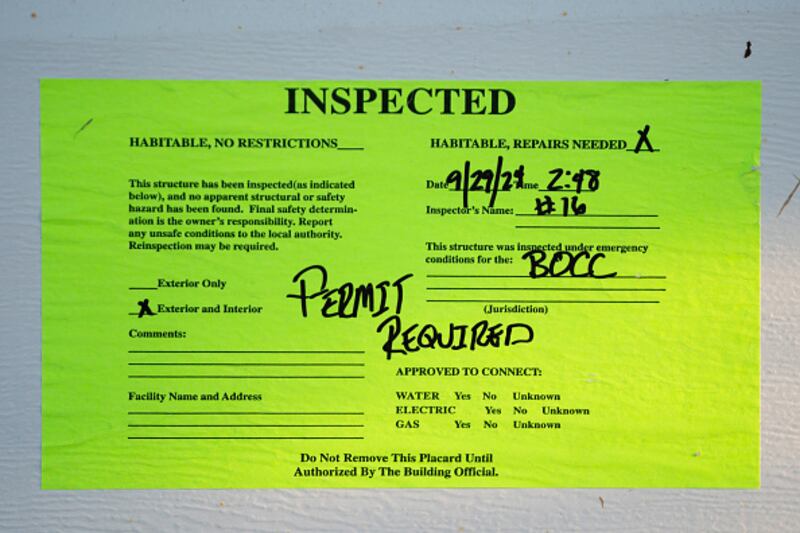 INSPECTED
HABITABLE, NO RESTRICTIONS___
HABITABLE, REPAIRS NEEDED X
This structure has been inspected(as indicated
below), and no apparent structural or safety
hazard has been found. Final safety determin-
ation is the owner's responsibility. Report
any unsafe conditions to the local authority.
Reinspection may be required.
Date 9/29/24 Time 2:48
Inspector's Name: #16
This structure was inspected under emergency
conditions for the: BOCC
(Jurisdiction)
___Exterior Only
X Exterior and Interior
PERMIT
REQUIRED
Comments:
Facility Name and Address
APPROVED TO CONNECT:
WATER Yes No Unknown
ELECTRIC Yes No Unknown
GAS Yes No Unknown
Do Not Remove This Placard Until
Authorized By The Building Official.